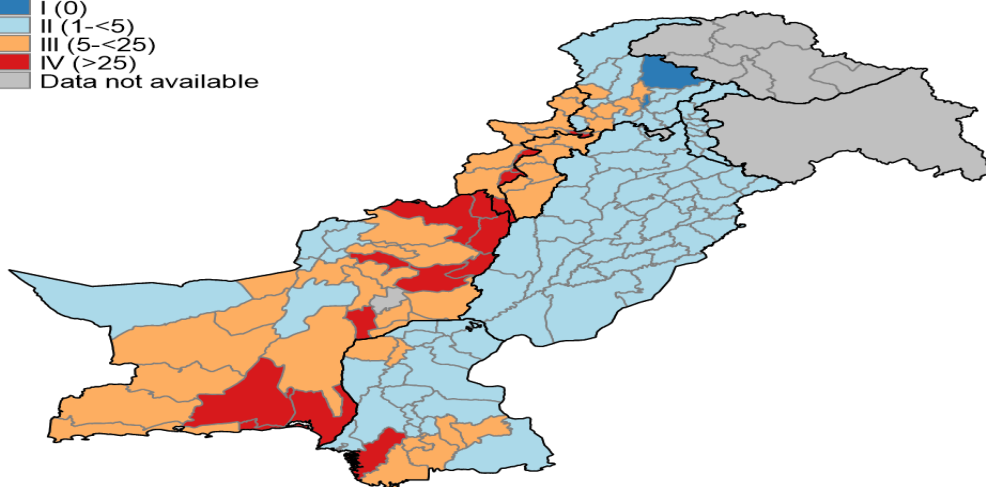 I (0)
II (1-<5)
III (5-<25)
IV (>25)
Data not available